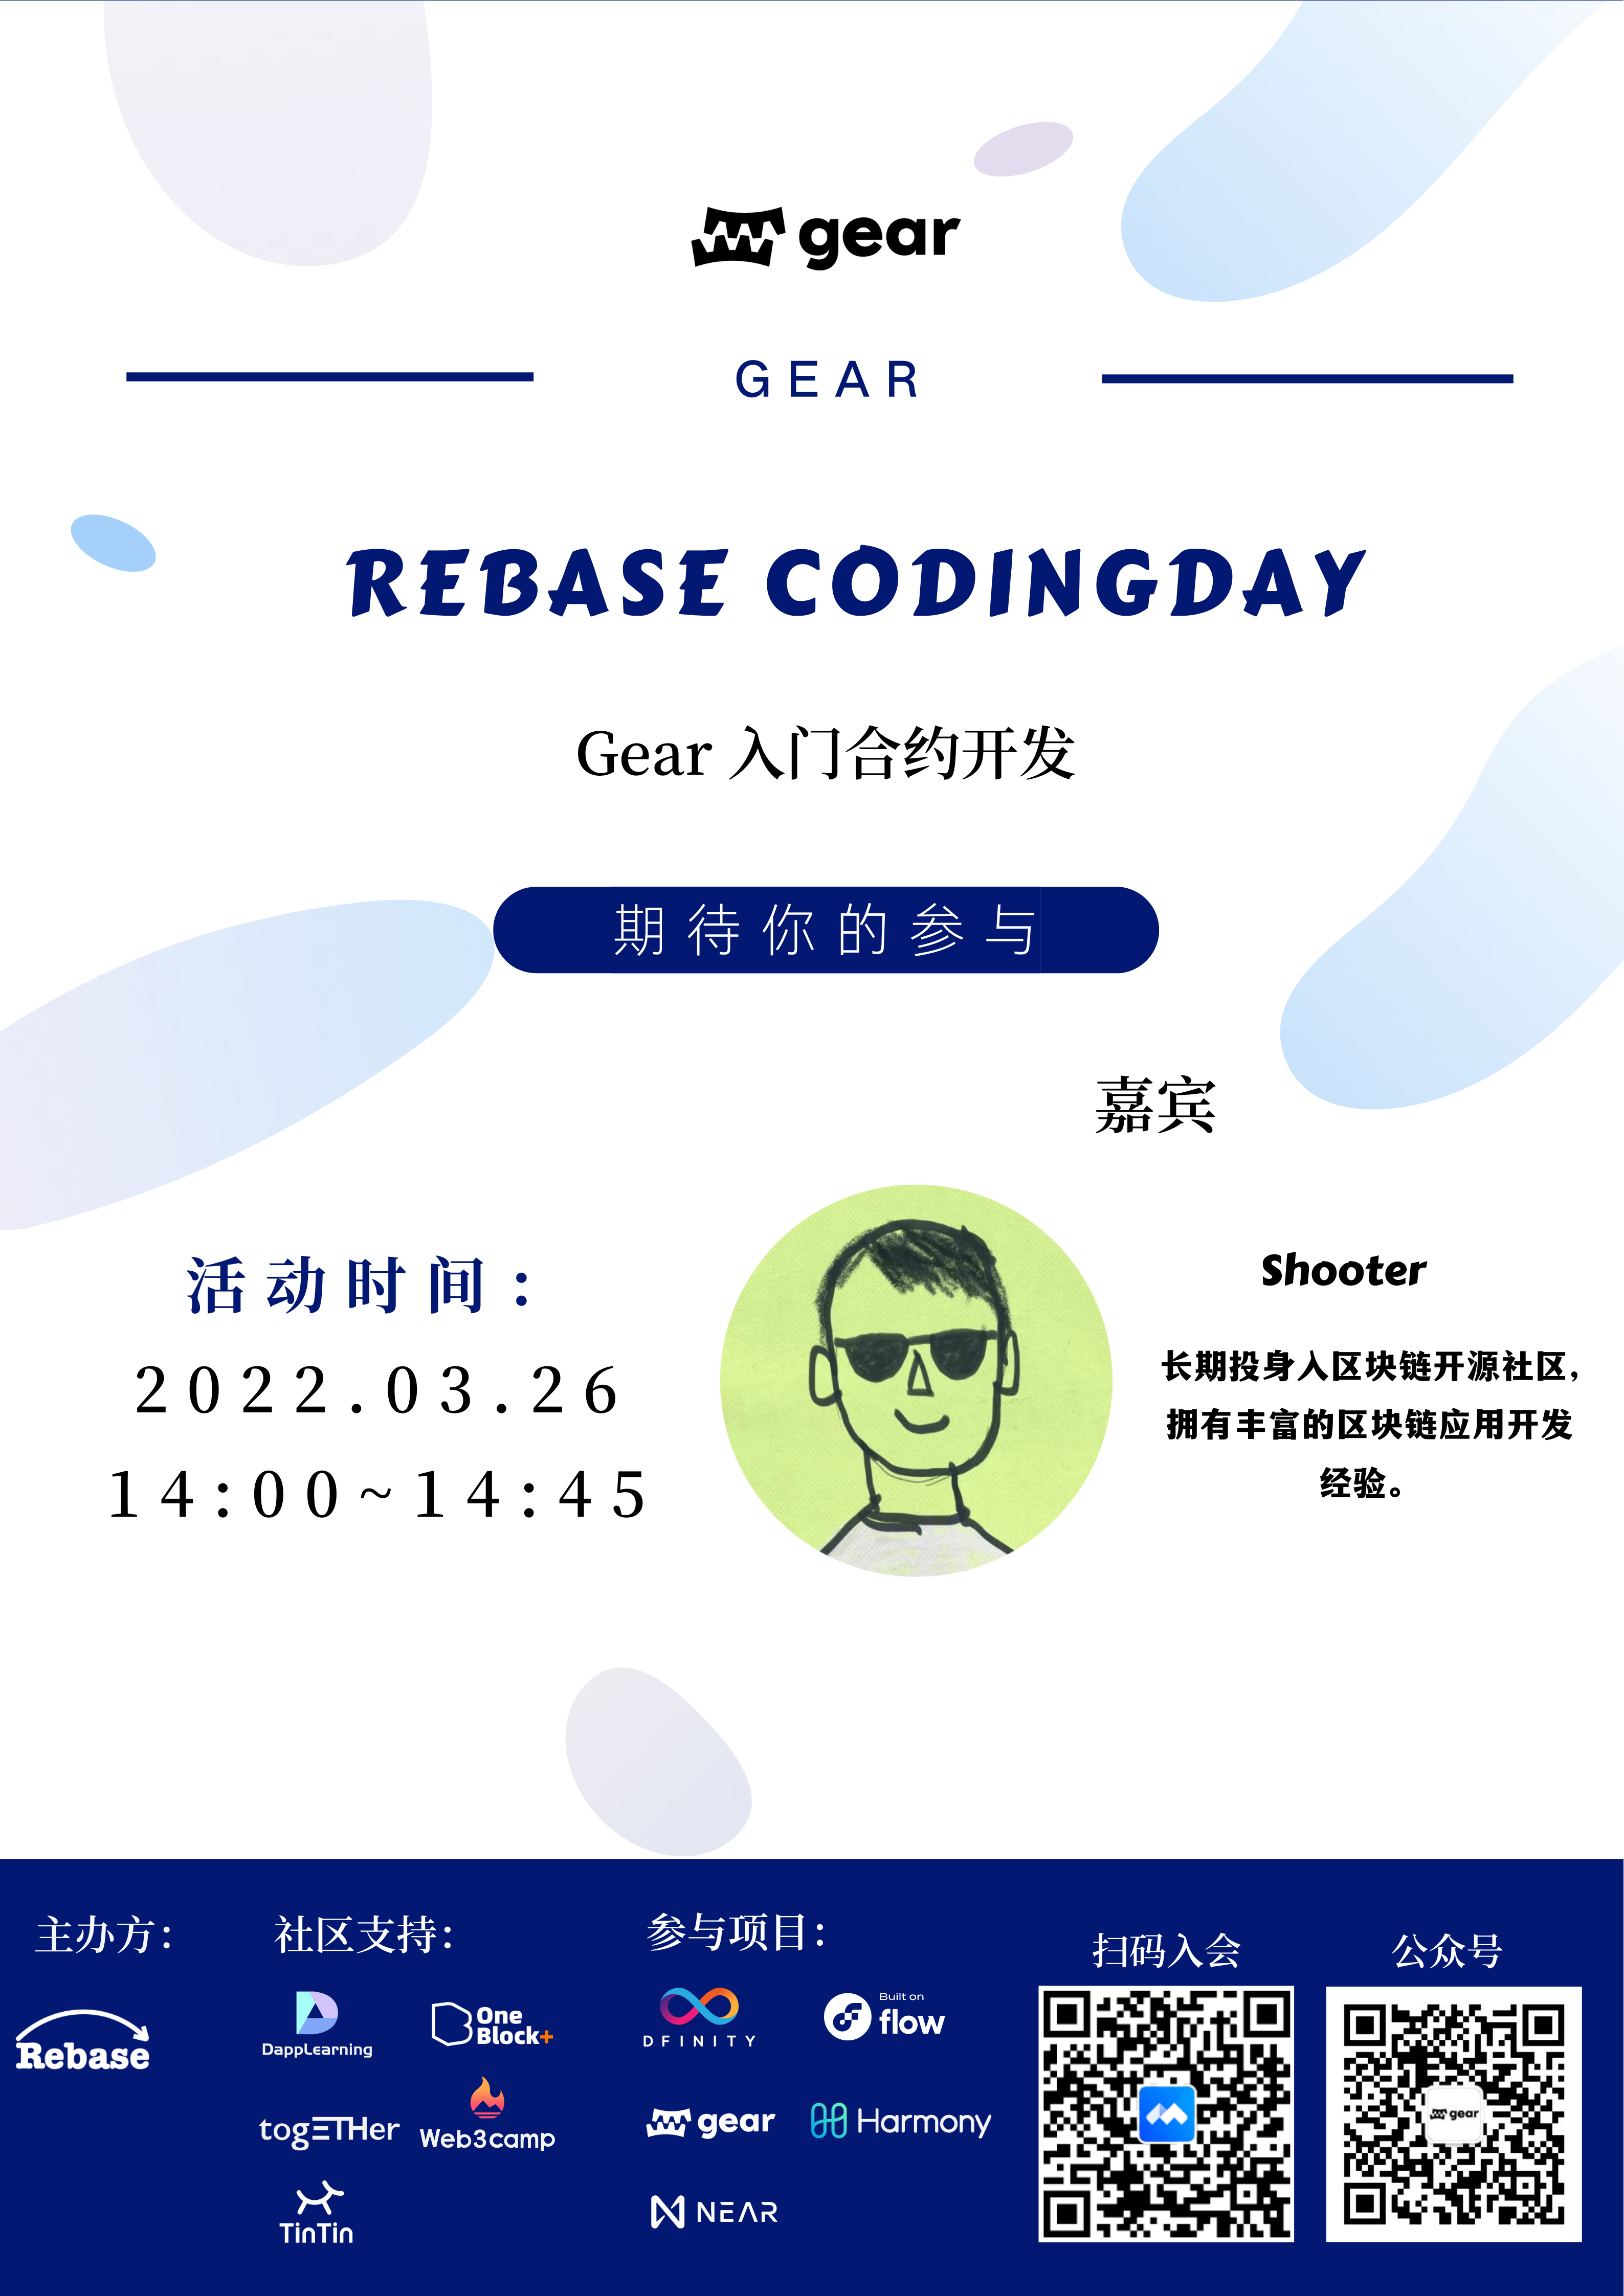 gear
GEAR
REBASE CODINGDAY
Gear 入门合约开发
期待你的参与
嘉宾
活动时间：
2022.03.26
14:00~14:45
Shooter
长期投身入区块链开源社区，
拥有丰富的区块链应用开发
经验。
主办方：
Rebase
社区支持：
DappLearning
One
Block+
togETHer
Web3camp
TinTin
参与项目：
DFINITY
Built on
flow
gear
Harmony
NEAR
扫码入会
公众号
gear